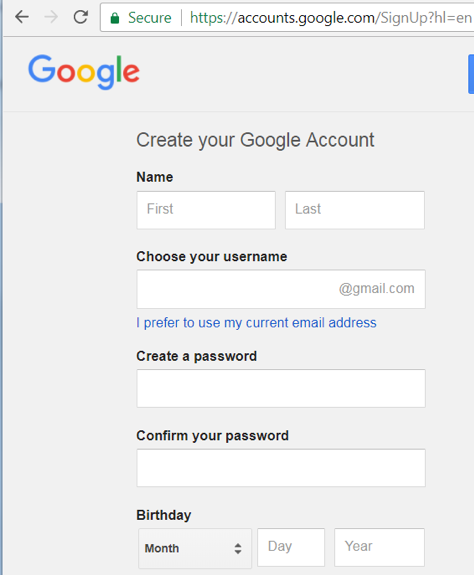 Secure https://accounts.google.com/SignUp?hl=en
Google
Create your Google Account
Name
First Last
Choose your username
@gmail.com
I prefer to use my current email address
Create a password
Confirm your password
Birthday
Month Day Year